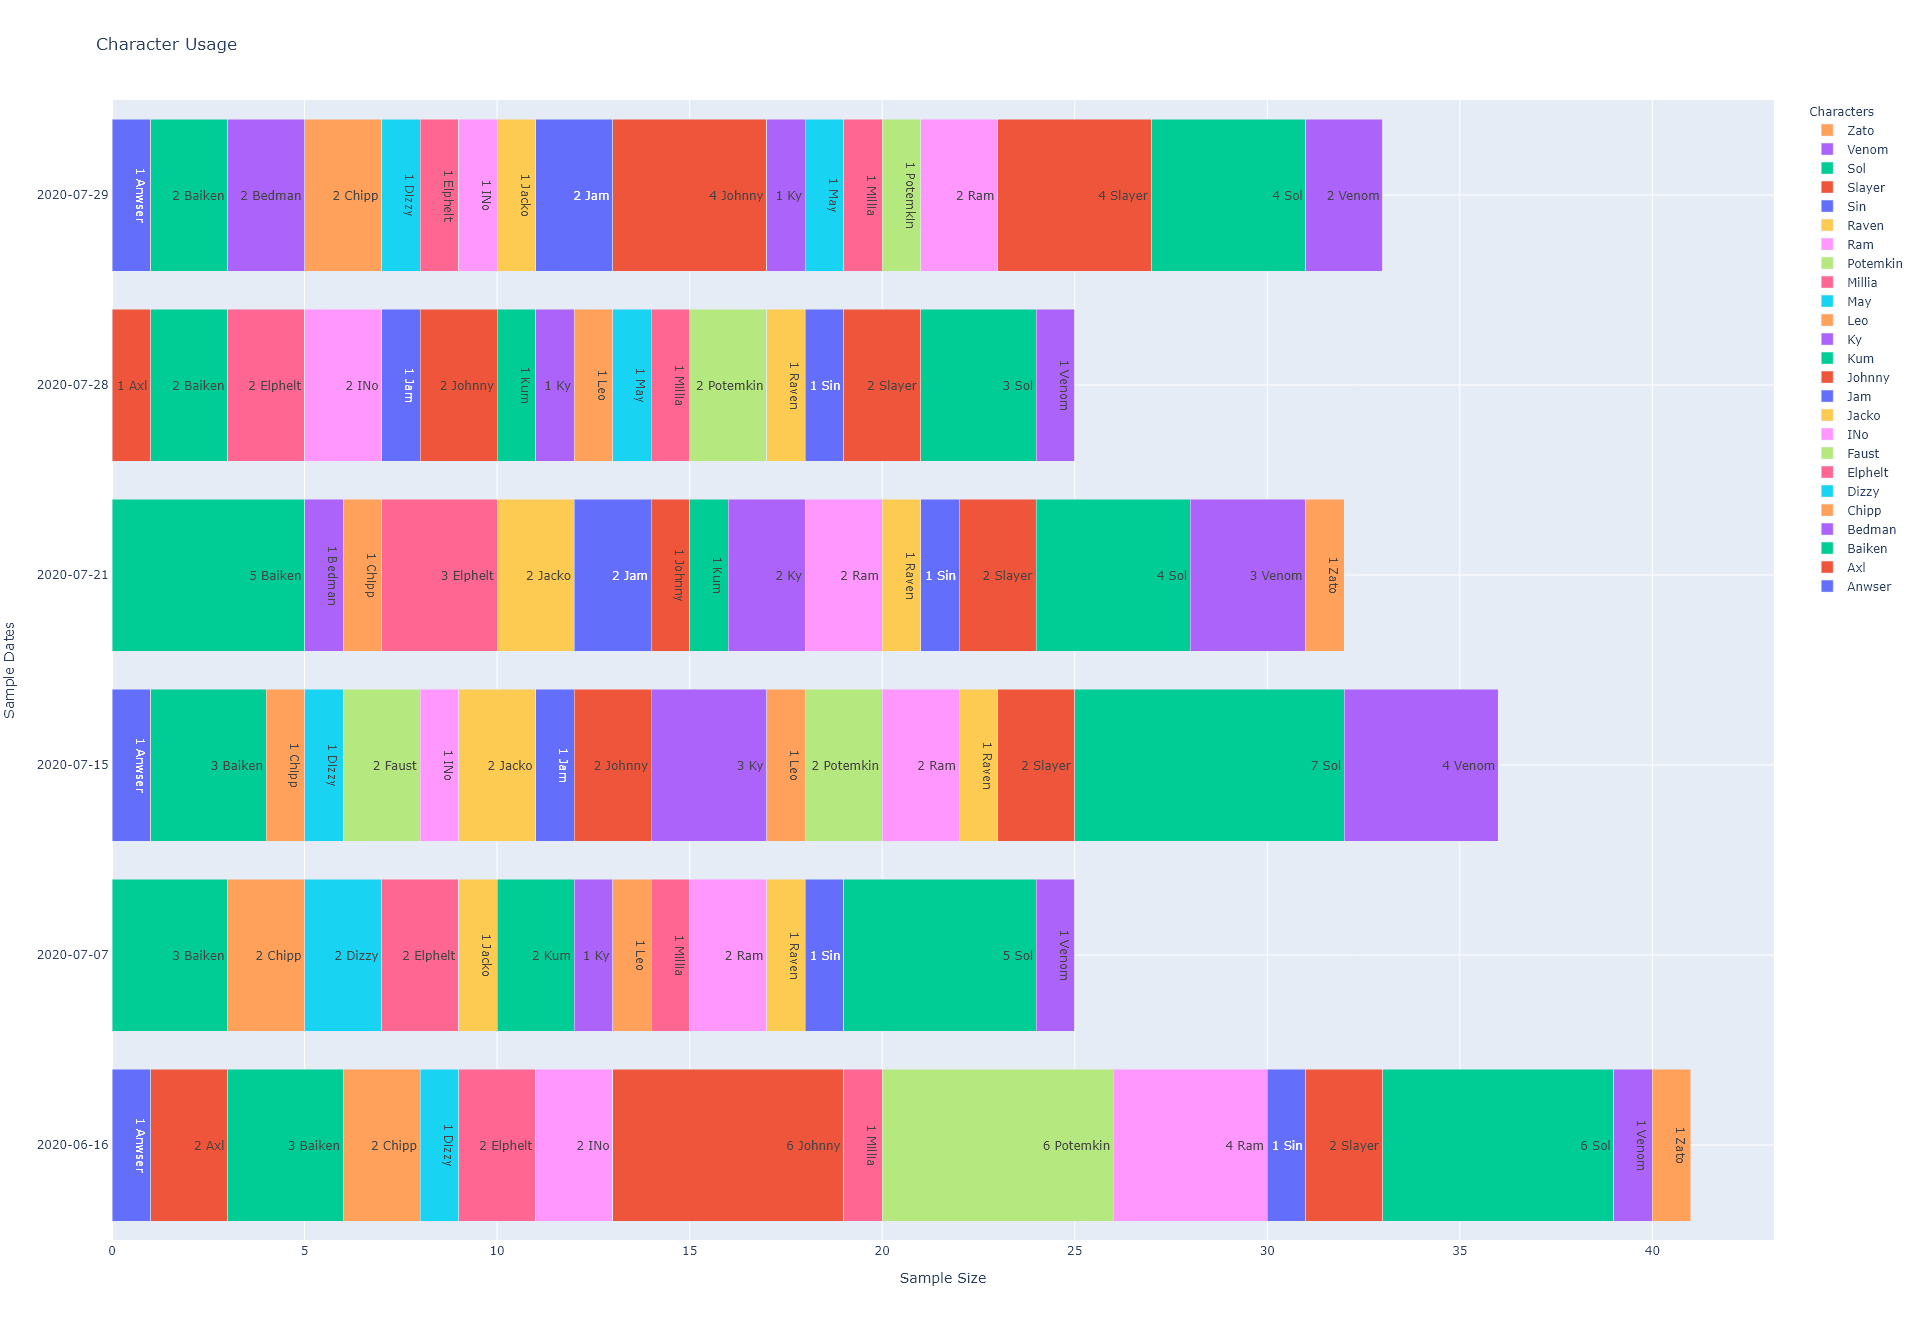 Character Usage
2020-07-29
1 Anwser
2 Baiken
2 Bedman
2 Chipp
1 Dizzy
1 Elphelt
1 INo
1 Jacko
2 Jam
4 Johnny
1 Ky
1 May
1 Millia
1 Potemkin
2 Ram
4 Slayer
4 Sol
2 Venom
2020-07-28
1 Axl
2 Baiken
2 Elphelt
2 INo
1 Jam
2 Johnny
1 Kum
1 Ky
1 Leo
1 May
1 Millia
2 Potemkin
1 Raven
1 Sin
2 Slayer
3 Sol
1 Venom
2020-07-21
5 Baiken
1 Bedman
1 Chipp
3 Elphelt
2 Jacko
2 Jam
1 Johnny
1 Kum
2 Ky
2 Ram
1 Raven
1 Sin
2 Slayer
4 Sol
3 Venom
1 Zato
2020-07-15
1 Anwser
3 Baiken
1 Chipp
1 Dizzy
2 Faust
1 INo
2 Jacko
1 Jam
2 Johnny
3 Ky
1 Leo
2 Potemkin
2 Ram
1 Raven
2 Slayer
7 Sol
4 Venom
2020-07-07
3 Baiken
2 Chipp
2 Dizzy
2 Elphelt
1 Jacko
2 Kum
1 Ky
1 Leo
1 Millia
2 Ram
1 Raven
1 Sin
5 Sol
1 Venom
2020-06-16
1 Anwser
2 Axl
3 Baiken
2 Chipp
1 Dizzy
2 Elphelt
2 INo
6 Johnny
1 Millia
6 Potemkin
4 Ram
1 Sin
2 Slayer
6 Sol
1 Venom
1 Zato
Sample Dates
0 5 10 15 20 25 30 35 40
Sample Size
Characters
Zato
Venom
Sol
Slayer
Sin
Raven
Ram
Potemkin
Millia
May
Leo
Ky
Kum
Johnny
Jam
Jacko
INo
Faust
Elphelt
Dizzy
Chipp
Bedman
Baiken
Axl
Anwser